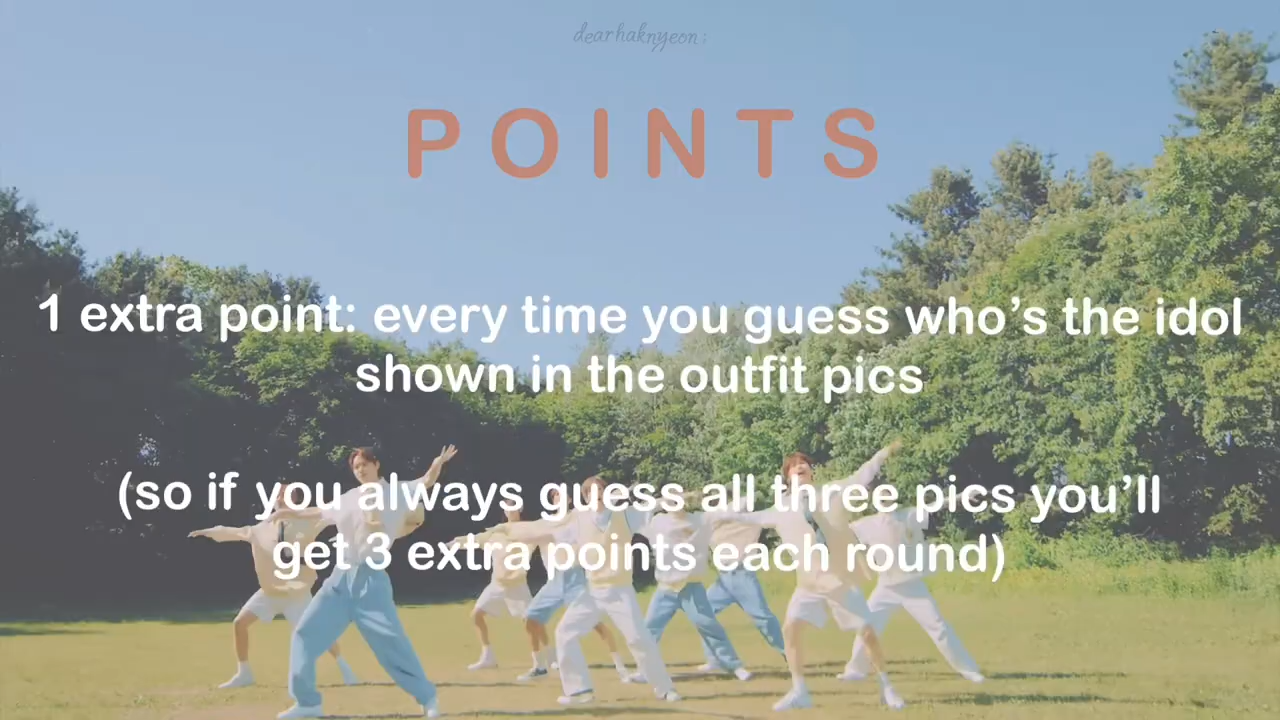 dearhaknyeon;
POINTS
1 extra point: every time you guess who's the idol
shown in the outfit pics
(so if you always guess all three pics you'll
get 3 extra points each round)